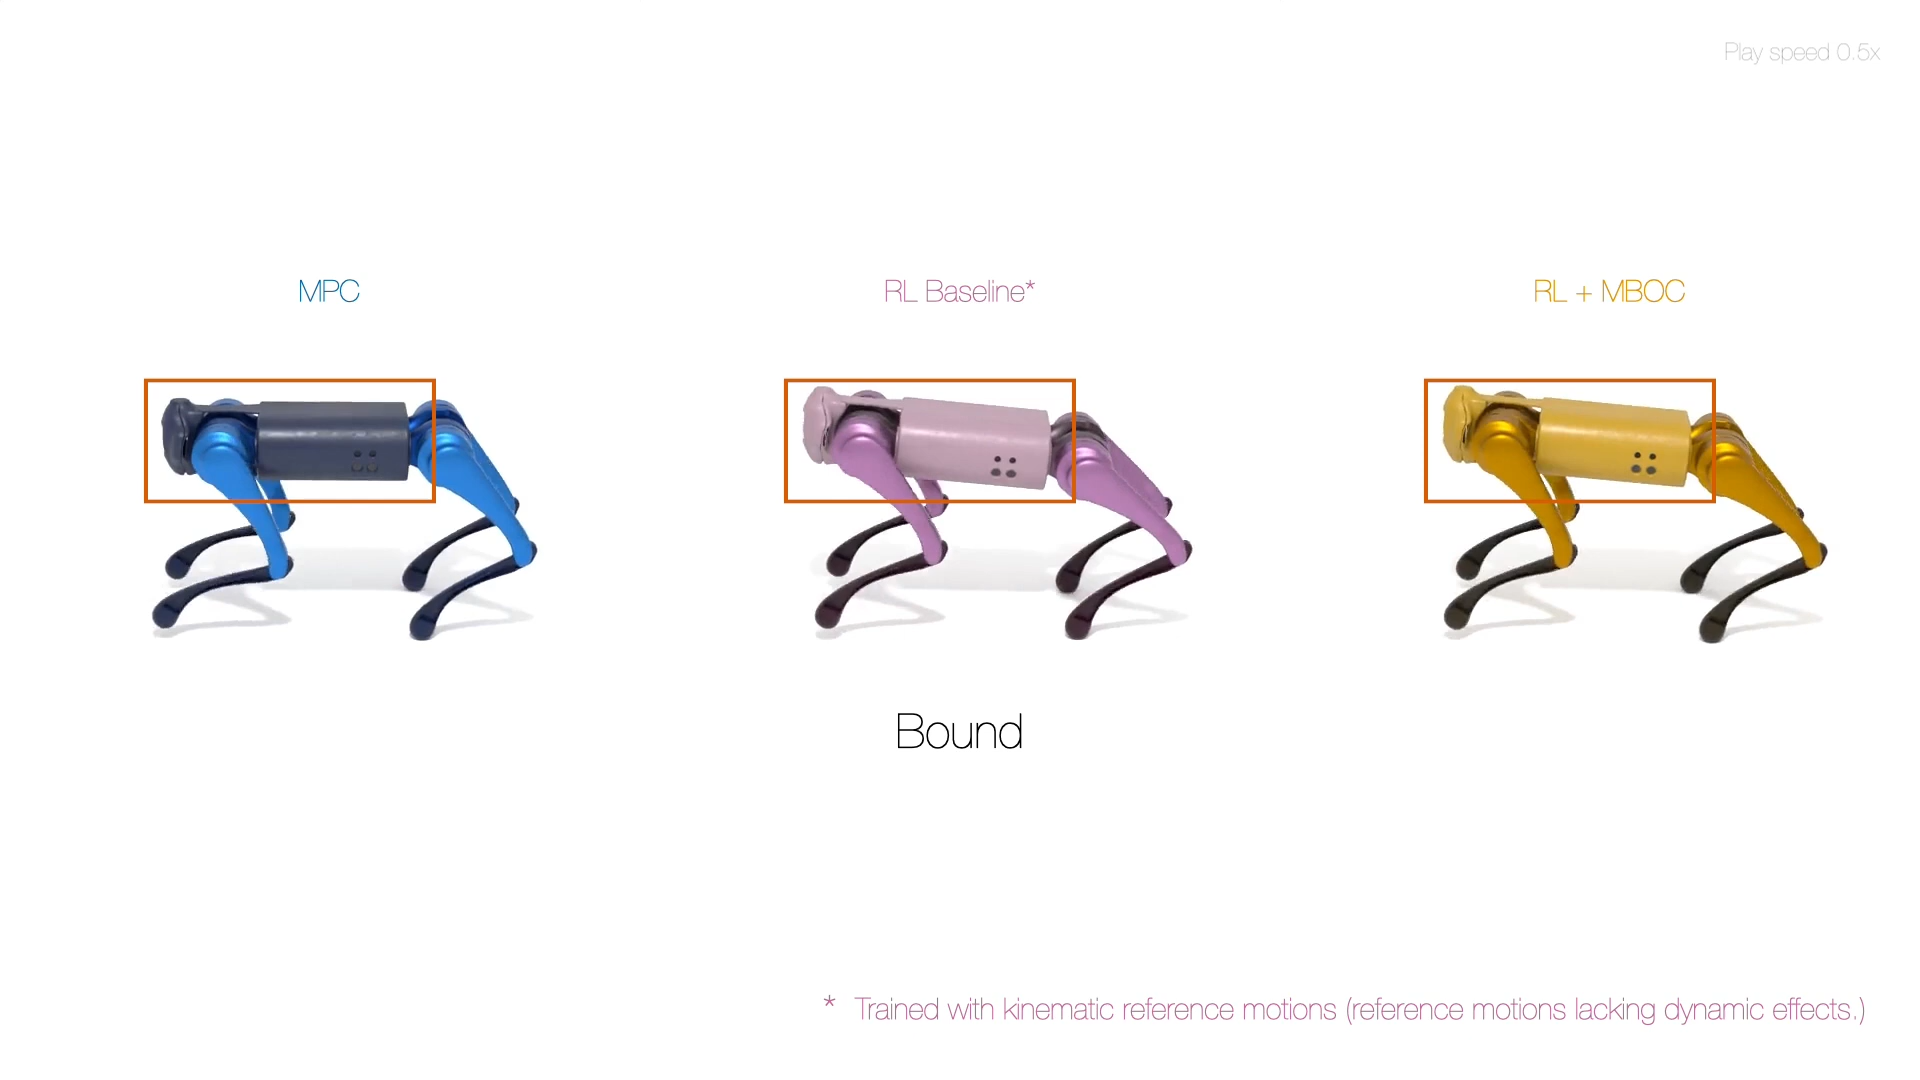 Play speed 0.5x
MPC
RL Baseline*
RL + MBOC
Bound
* Trained with kinematic reference motions (reference motions lacking dynamic effects.)